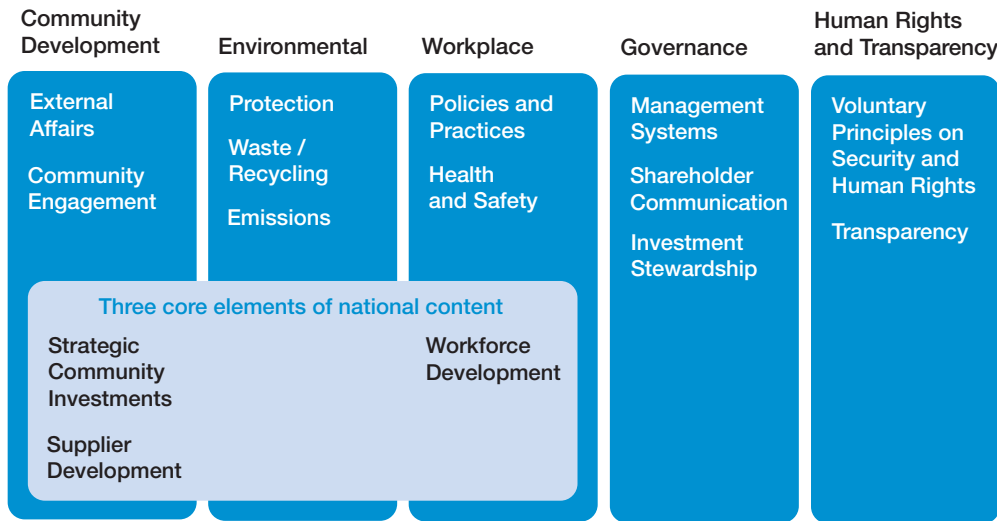 Community
Development
Environmental
Workplace
Governance
Human Rights
and Transparency
External
Affairs
Community
Engagement
Protection
Waste /
Recycling
Emissions
Policies and
Practices
Health
and Safety
Management
Systems
Shareholder
Communication
Investment
Stewardship
Voluntary
Principles on
Security and
Human Rights
Transparency
Three core elements of national content
Strategic
Community
Investments
Supplier
Development
Workforce
Development